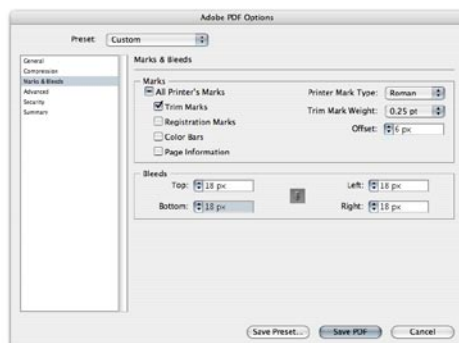 Adobe PDF Options
Preset: Custom
General
Compression
Marks & Bleeds
Advanced
Security
Summary
Marks & Bleeds
Marks
All Printer's Marks
Printer Mark Type: Roman
Trim Marks
Trim Mark Weight: 0.25 pt
Registration Marks
Offset: 6 px
Color Bars
Page Information
Bleeds
Top: 18 px
Left: 18 px
Bottom: 18 px
Right: 18 px
Save Preset... Save PDF Cancel